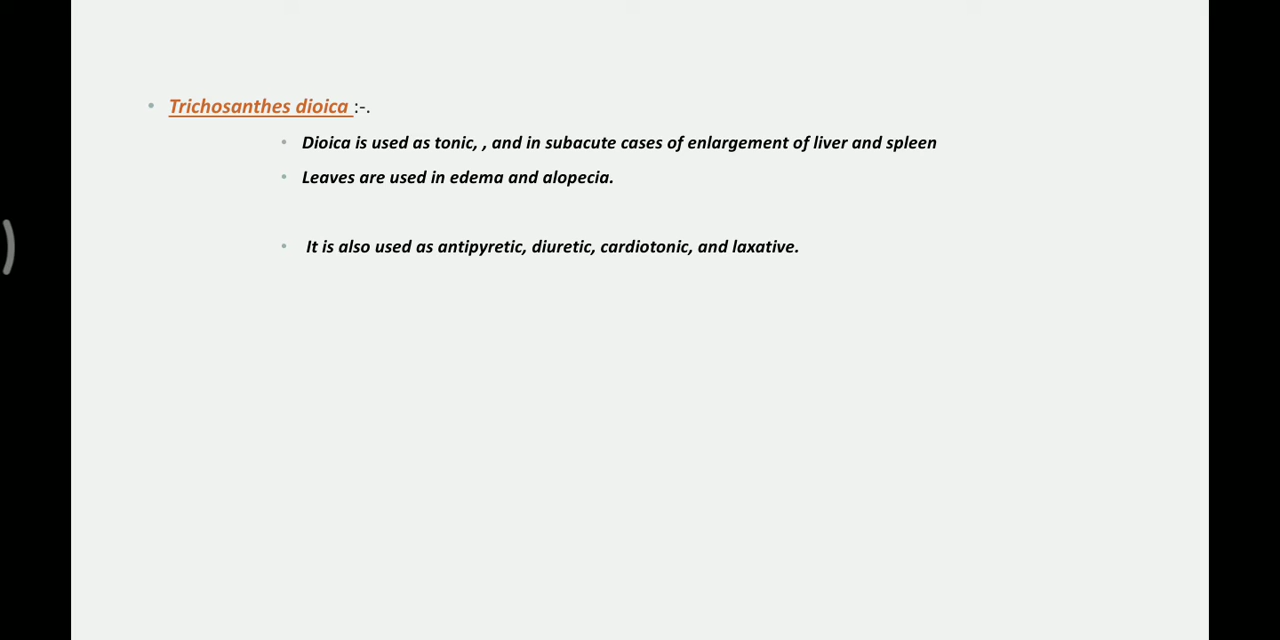 • Trichosanthes dioica :-.
• Dioica is used as tonic, , and in subacute cases of enlargement of liver and spleen
• Leaves are used in edema and alopecia.
• It is also used as antipyretic, diuretic, cardiotonic, and laxative.